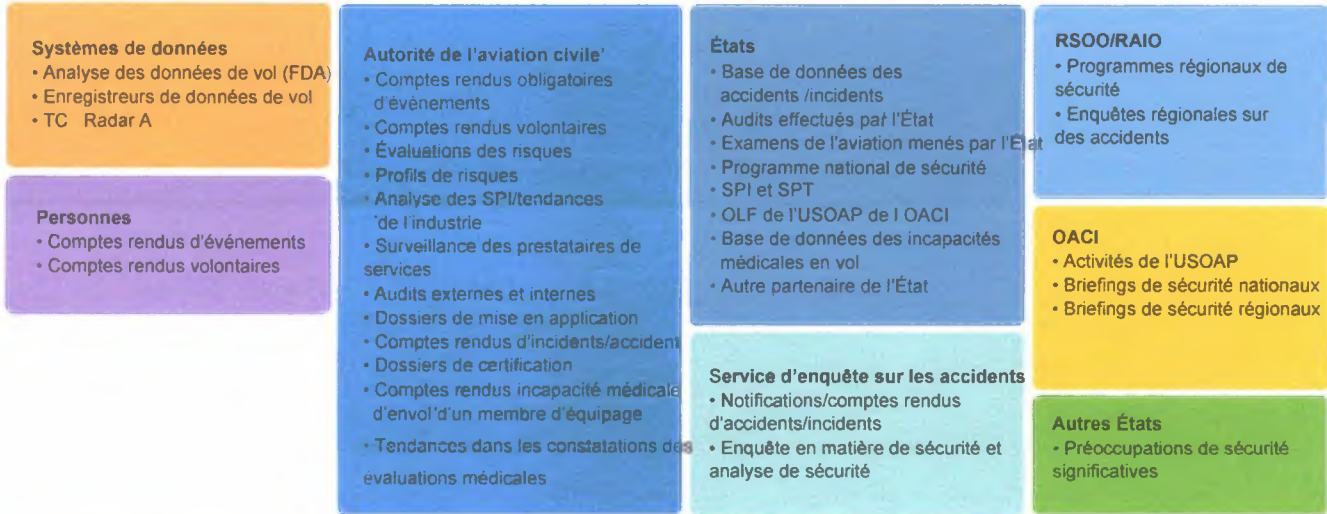 Systèmes de données
• Analyse des données de vol (FDA)
• Enregistreurs de données de vol
• TC Radar A
Personnes
• Comptes rendus d'événements
• Comptes rendus volontaires
Autorité de l'aviation civile'
• Comptes rendus obligatoires
d'évènements
• Comptes rendus volontaires
• Évaluations des risques
• Profils de risques
• Analyse des SPI/tendances
de l'industrie
• Surveillance des prestataires de
services
• Audits externes et internes
• Dossiers de mise en application
• Comptes rendus d'incidents/accident
• Dossiers de certification
• Comptes rendus incapacité médicale
d'envol'd'un membre d'équipage
• Tendances dans les constatations des
évaluations médicales
États
• Base de données des
accidents /incidents
• Audits effectués par l'État
• Examens de l'aviation menés par l'État
• Programme national de sécurité
• SPI et SPT
• OLF de l'USOAP de l OACI
• Base de données des incapacités
médicales en vol
• Autre partenaire de l'État
Service d'enquête sur les accidents
• Notifications/comptes rendus
d'accidents/incidents
• Enquête en matière de sécurité et
analyse de sécurité
RSOO/RAIO
• Programmes régionaux de
sécurité
• Enquêtes régionales sur
des accidents
OACI
• Activités de l'USOAP
• Briefings de sécurité nationaux
• Briefings de sécurité régionaux
Autres États
• Préoccupations de sécurité
significatives